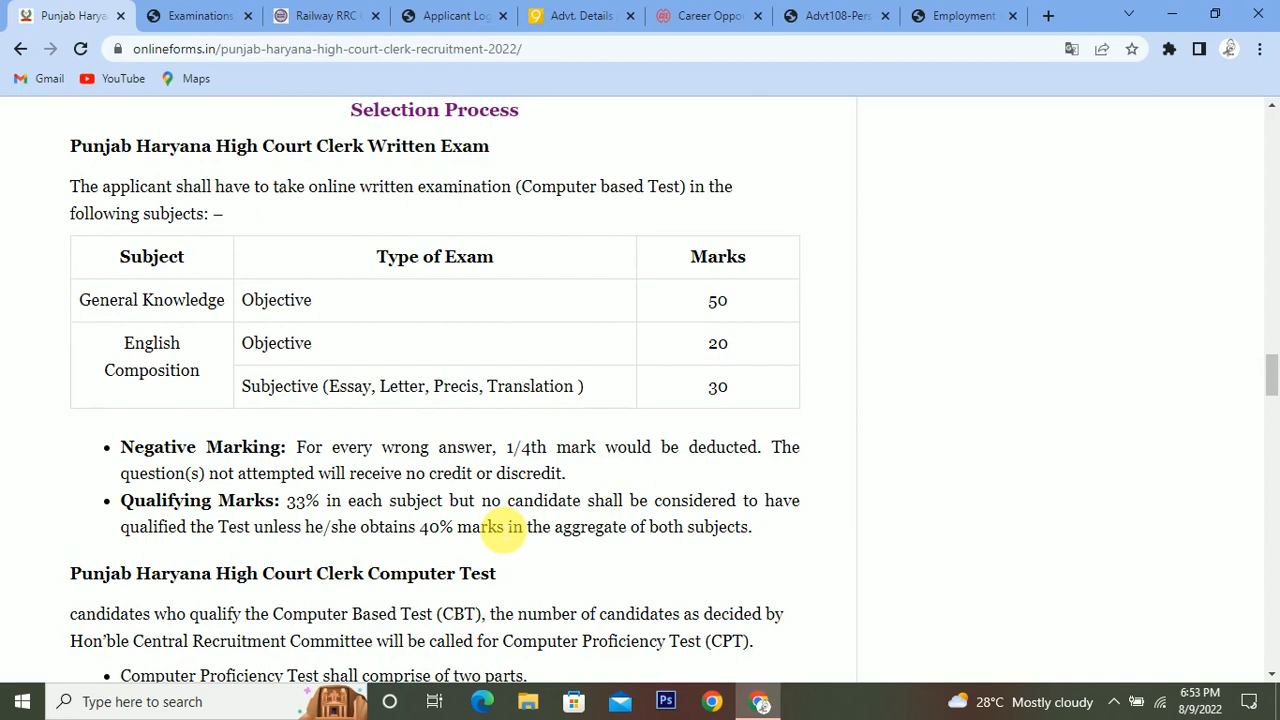 Punjab Harya
Examinations
Railway RRC
Applicant Log
Advt. Details
Career Oppo
Advt108-Pers
Employment
onlineforms.in/punjab-haryana-high-court-clerk-recruitment-2022/
Gmail YouTube Maps
Selection Process
Punjab Haryana High Court Clerk Written Exam
The applicant shall have to take online written examination (Computer based Test) in the
following subjects: –
Subject Type of Exam Marks
General Knowledge Objective 50
English Composition Objective 20
Subjective (Essay, Letter, Precis, Translation ) 30
• Negative Marking: For every wrong answer, 1/4th mark would be deducted. The
question(s) not attempted will receive no credit or discredit.
• Qualifying Marks: 33% in each subject but no candidate shall be considered to have
qualified the Test unless he/she obtains 40% marks in the aggregate of both subjects.
Punjab Haryana High Court Clerk Computer Test
candidates who qualify the Computer Based Test (CBT), the number of candidates as decided by
Hon’ble Central Recruitment Committee will be called for Computer Proficiency Test (CPT).
• Computer Proficiency Test shall comprise of two parts.
Type here to search
Ps
28°C Mostly cloudy
6:53 PM
8/9/2022